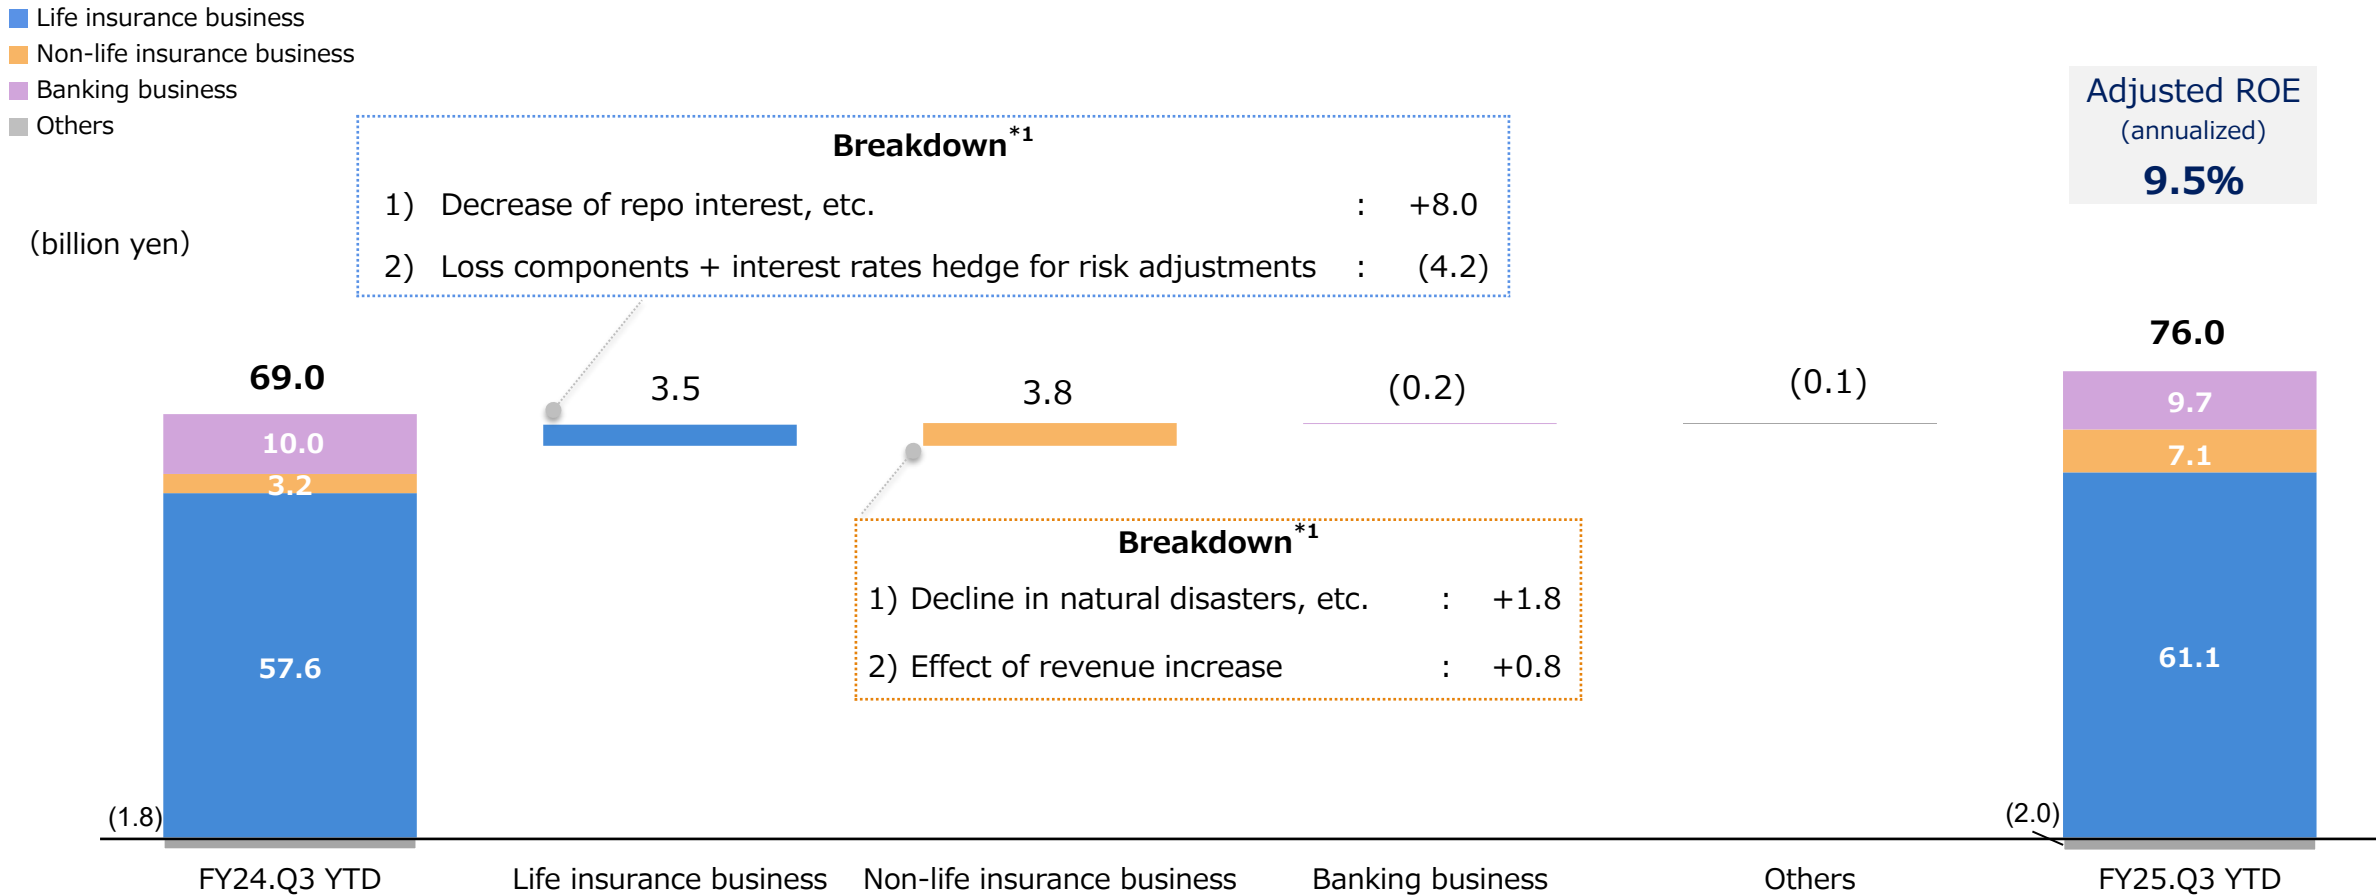 Life insurance business
Non-life insurance business
Banking business
Others
(billion yen)
Adjusted ROE
(annualized)
9.5%
Breakdown*1
1) Decrease of repo interest, etc. : +8.0
2) Loss components + interest rates hedge for risk adjustments : (4.2)
69.0
3.5
3.8
(0.2)
(0.1)
76.0
10.0
3.2
57.6
(1.8)
Breakdown*1
1) Decline in natural disasters, etc. : +1.8
2) Effect of revenue increase : +0.8
9.7
7.1
61.1
(2.0)
FY24.Q3 YTD
Life insurance business
Non-life insurance business
Banking business
Others
FY25.Q3 YTD